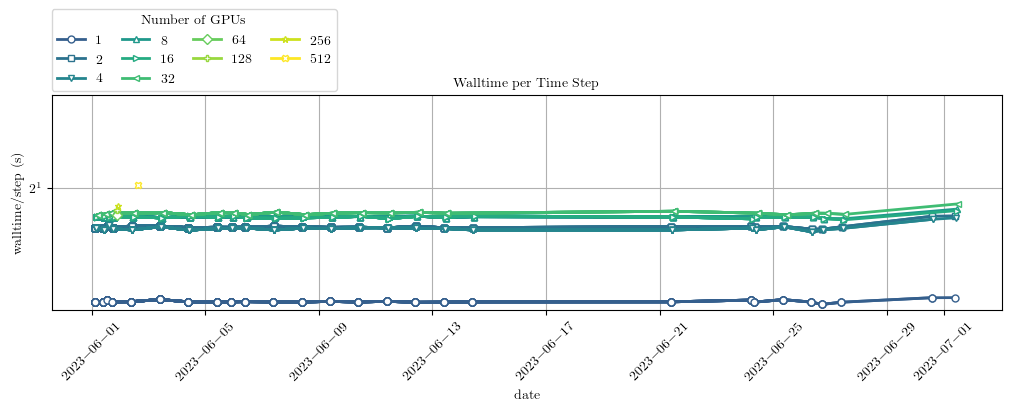 Number of GPUs
1 8 64 256
2 16 128 512
4 32
Walltime per Time Step
walltime/step (s)
2^1
2023−06−01 2023−06−05 2023−06−09 2023−06−13 2023−06−17 2023−06−21 2023−06−25 2023−06−29 2023−07−01
date